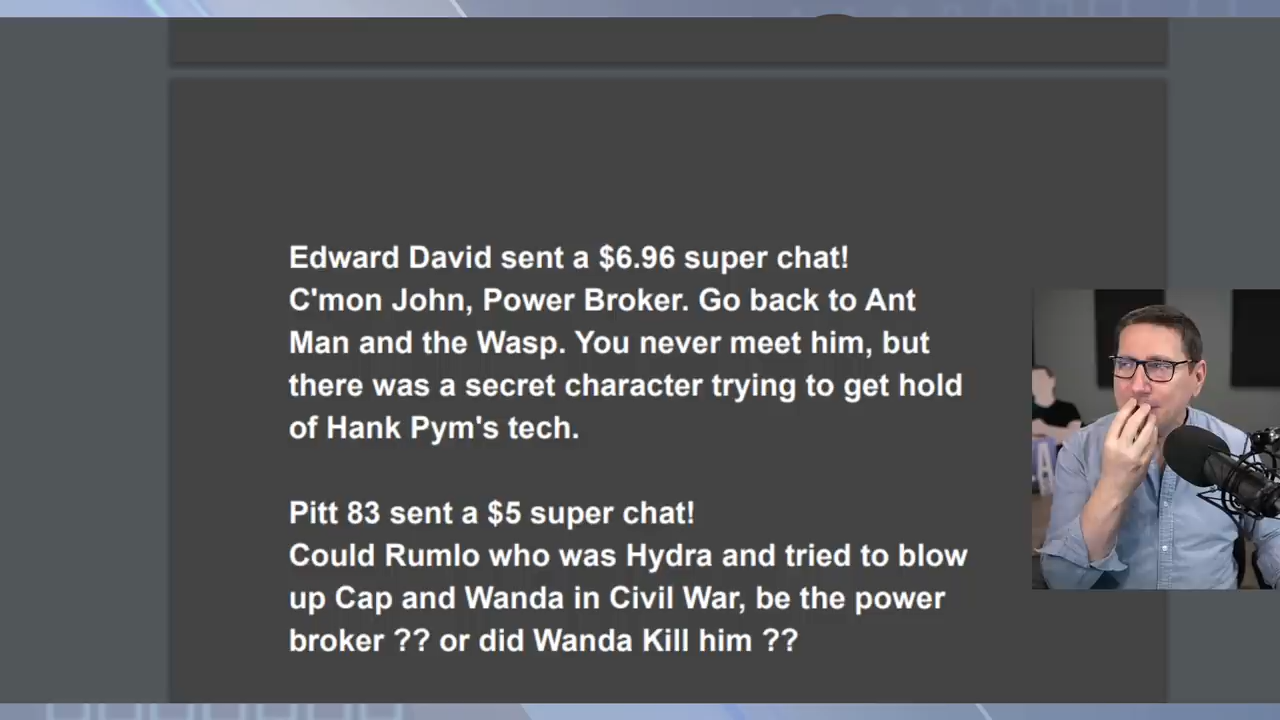 Edward David sent a $6.96 super chat!
C'mon John, Power Broker. Go back to Ant
Man and the Wasp. You never meet him, but
there was a secret character trying to get hold
of Hank Pym's tech.
Pitt 83 sent a $5 super chat!
Could Rumlo who was Hydra and tried to blow
up Cap and Wanda in Civil War, be the power
broker ?? or did Wanda Kill him ??